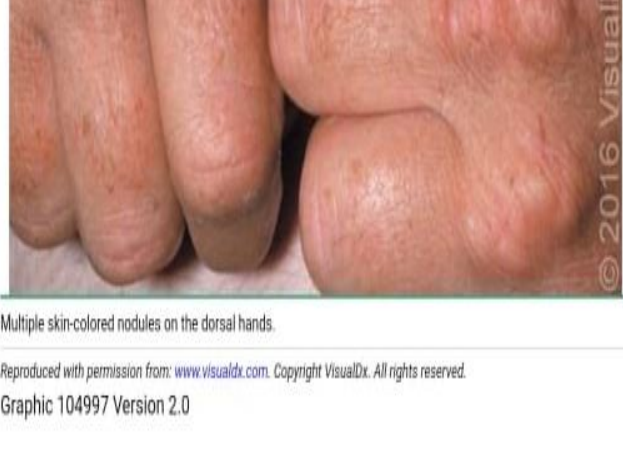 © 2016 Visual
Multiple skin-colored nodules on the dorsal hands.
Reproduced with permission from: www.visualdx.com. Copyright VisualDx. All rights reserved.
Graphic 104997 Version 2.0